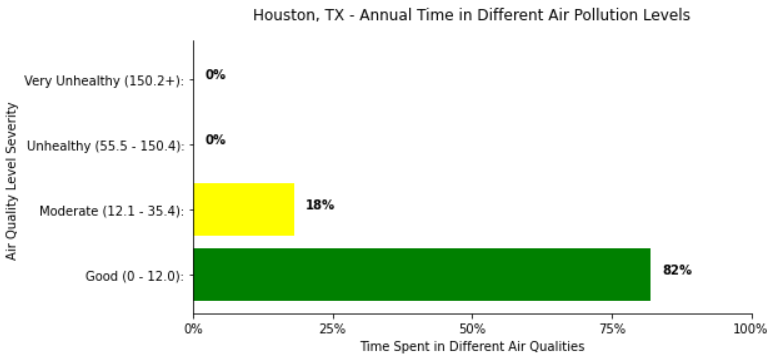 Houston, TX - Annual Time in Different Air Pollution Levels
Air Quality Level Severity
Very Unhealthy (150.2+):
0%
Unhealthy (55.5 - 150.4):
0%
Moderate (12.1 - 35.4):
18%
Good (0 - 12.0):
82%
0%
25%
50%
75%
100%
Time Spent in Different Air Qualities